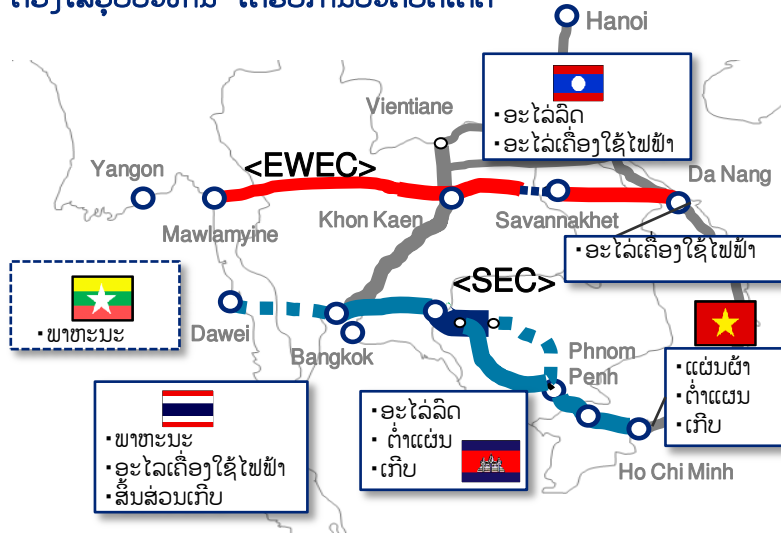 Hanoi
Vientiane
·ອະໄລ່ລົດ
·ອະໄລ່ເຄື່ອງໃຊ້ໄຟຟ້າ
Yangon
<EWEC>
Da Nang
Mawlamyine
Khon Kaen
Savannakhet
·ອະໄລ່ເຄື່ອງໃຊ້ໄຟຟ້າ
<SEC>
·ພາຫະນະ
Dawei
Bangkok
Phnom
Penh
·ແຜ່ນຜ້າ
·ຕ່ຳແຜນ
·ເກີບ
·ພາຫະນະ
·ອະໄລເຄື່ອງໃຊ້ໄຟຟ້າ
·ສິ້ນສ່ວນເກີບ
·ອະໄລ່ລົດ
· ຕ່ຳແຜ່ນ
·ເກີບ
Ho Chi Minh